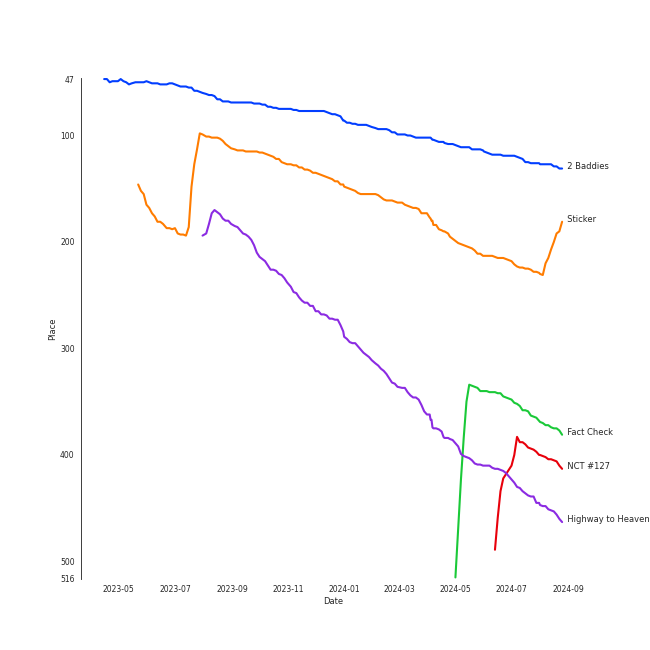 47
100
200
300
400
500
516
Place
2023-05
2023-07
2023-09
2023-11
2024-01
2024-03
2024-05
2024-07
2024-09
Date
2 Baddies
Sticker
Fact Check
NCT #127
Highway to Heaven